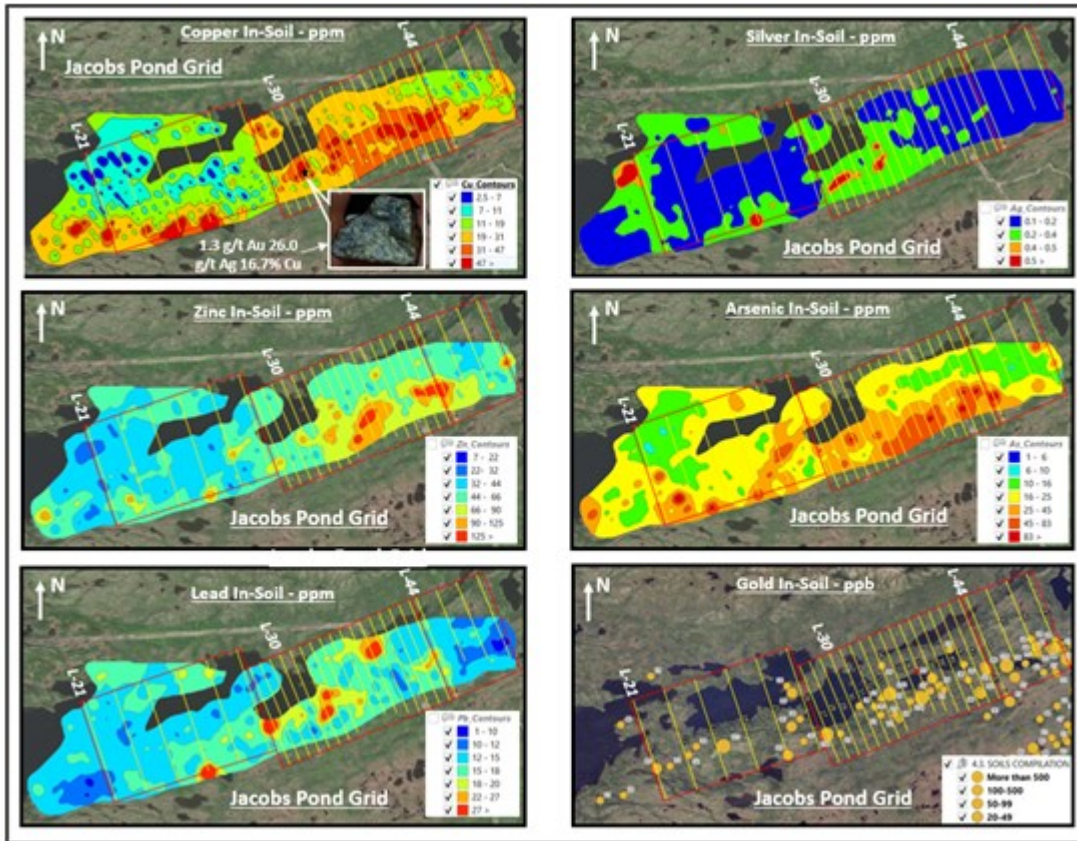 Copper In-Soil - ppm
N
L-44
Jacobs Pond Grid
L-30
L-21
Cu_Contours
2.5 - 7
7 - 11
11 - 19
19 - 31
31 - 47
47 >
1.3 g/t Au 26.0
g/t Ag 16.7% Cu
Silver In-Soil - ppm
N
L-44
L-30
L-21
Ag_Contours
0.1 - 0.2
0.2 - 0.4
0.4 - 0.5
0.5 >
Jacobs Pond Grid
Zinc In-Soil - ppm
N
L-44
L-30
L-21
Zn_Contours
7 - 22
22 - 32
32 - 44
44 - 66
66 - 90
90 - 125
125 >
Jacobs Pond Grid
Arsenic In-Soil - ppm
N
L-44
L-30
L-21
As_Contours
1 - 6
6 - 10
10 - 16
16 - 25
25 - 45
45 - 83
83 >
Jacobs Pond Grid
Lead In-Soil - ppm
N
L-44
L-30
L-21
Pb_Contours
1 - 10
10 - 12
12 - 15
15 - 18
18 - 20
22 - 27
27 >
Jacobs Pond Grid
Gold In-Soil - ppb
N
L-44
L-30
L-21
4.3. SOILS COMPILATION
More than 500
100-500
50-99
20-49
Jacobs Pond Grid